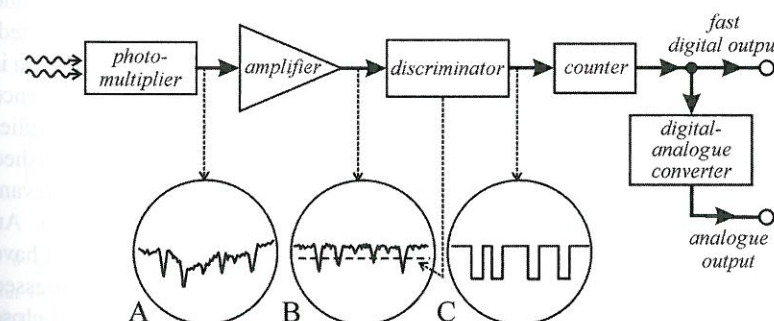 photo-
multiplier
amplifier
discriminator
counter
fast
digital output
digital-
analogue
converter
analogue
output
A
B
C